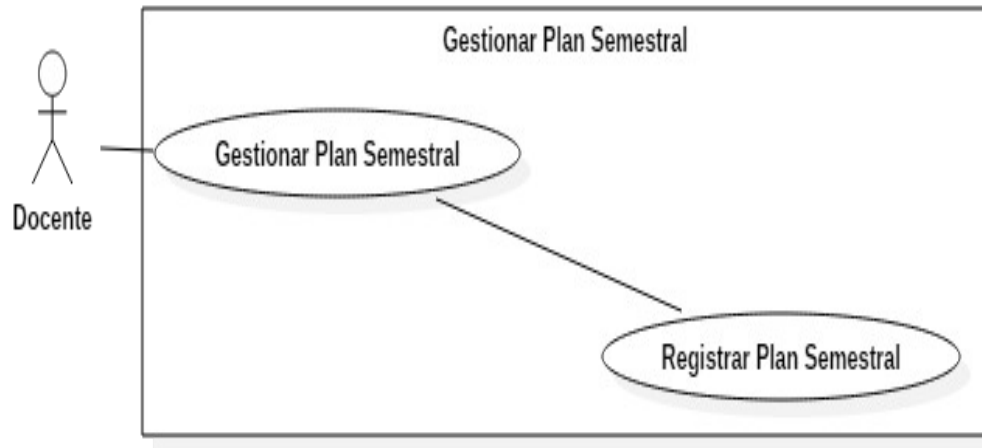 Gestionar Plan Semestral
Gestionar Plan Semestral
Docente
Registrar Plan Semestral